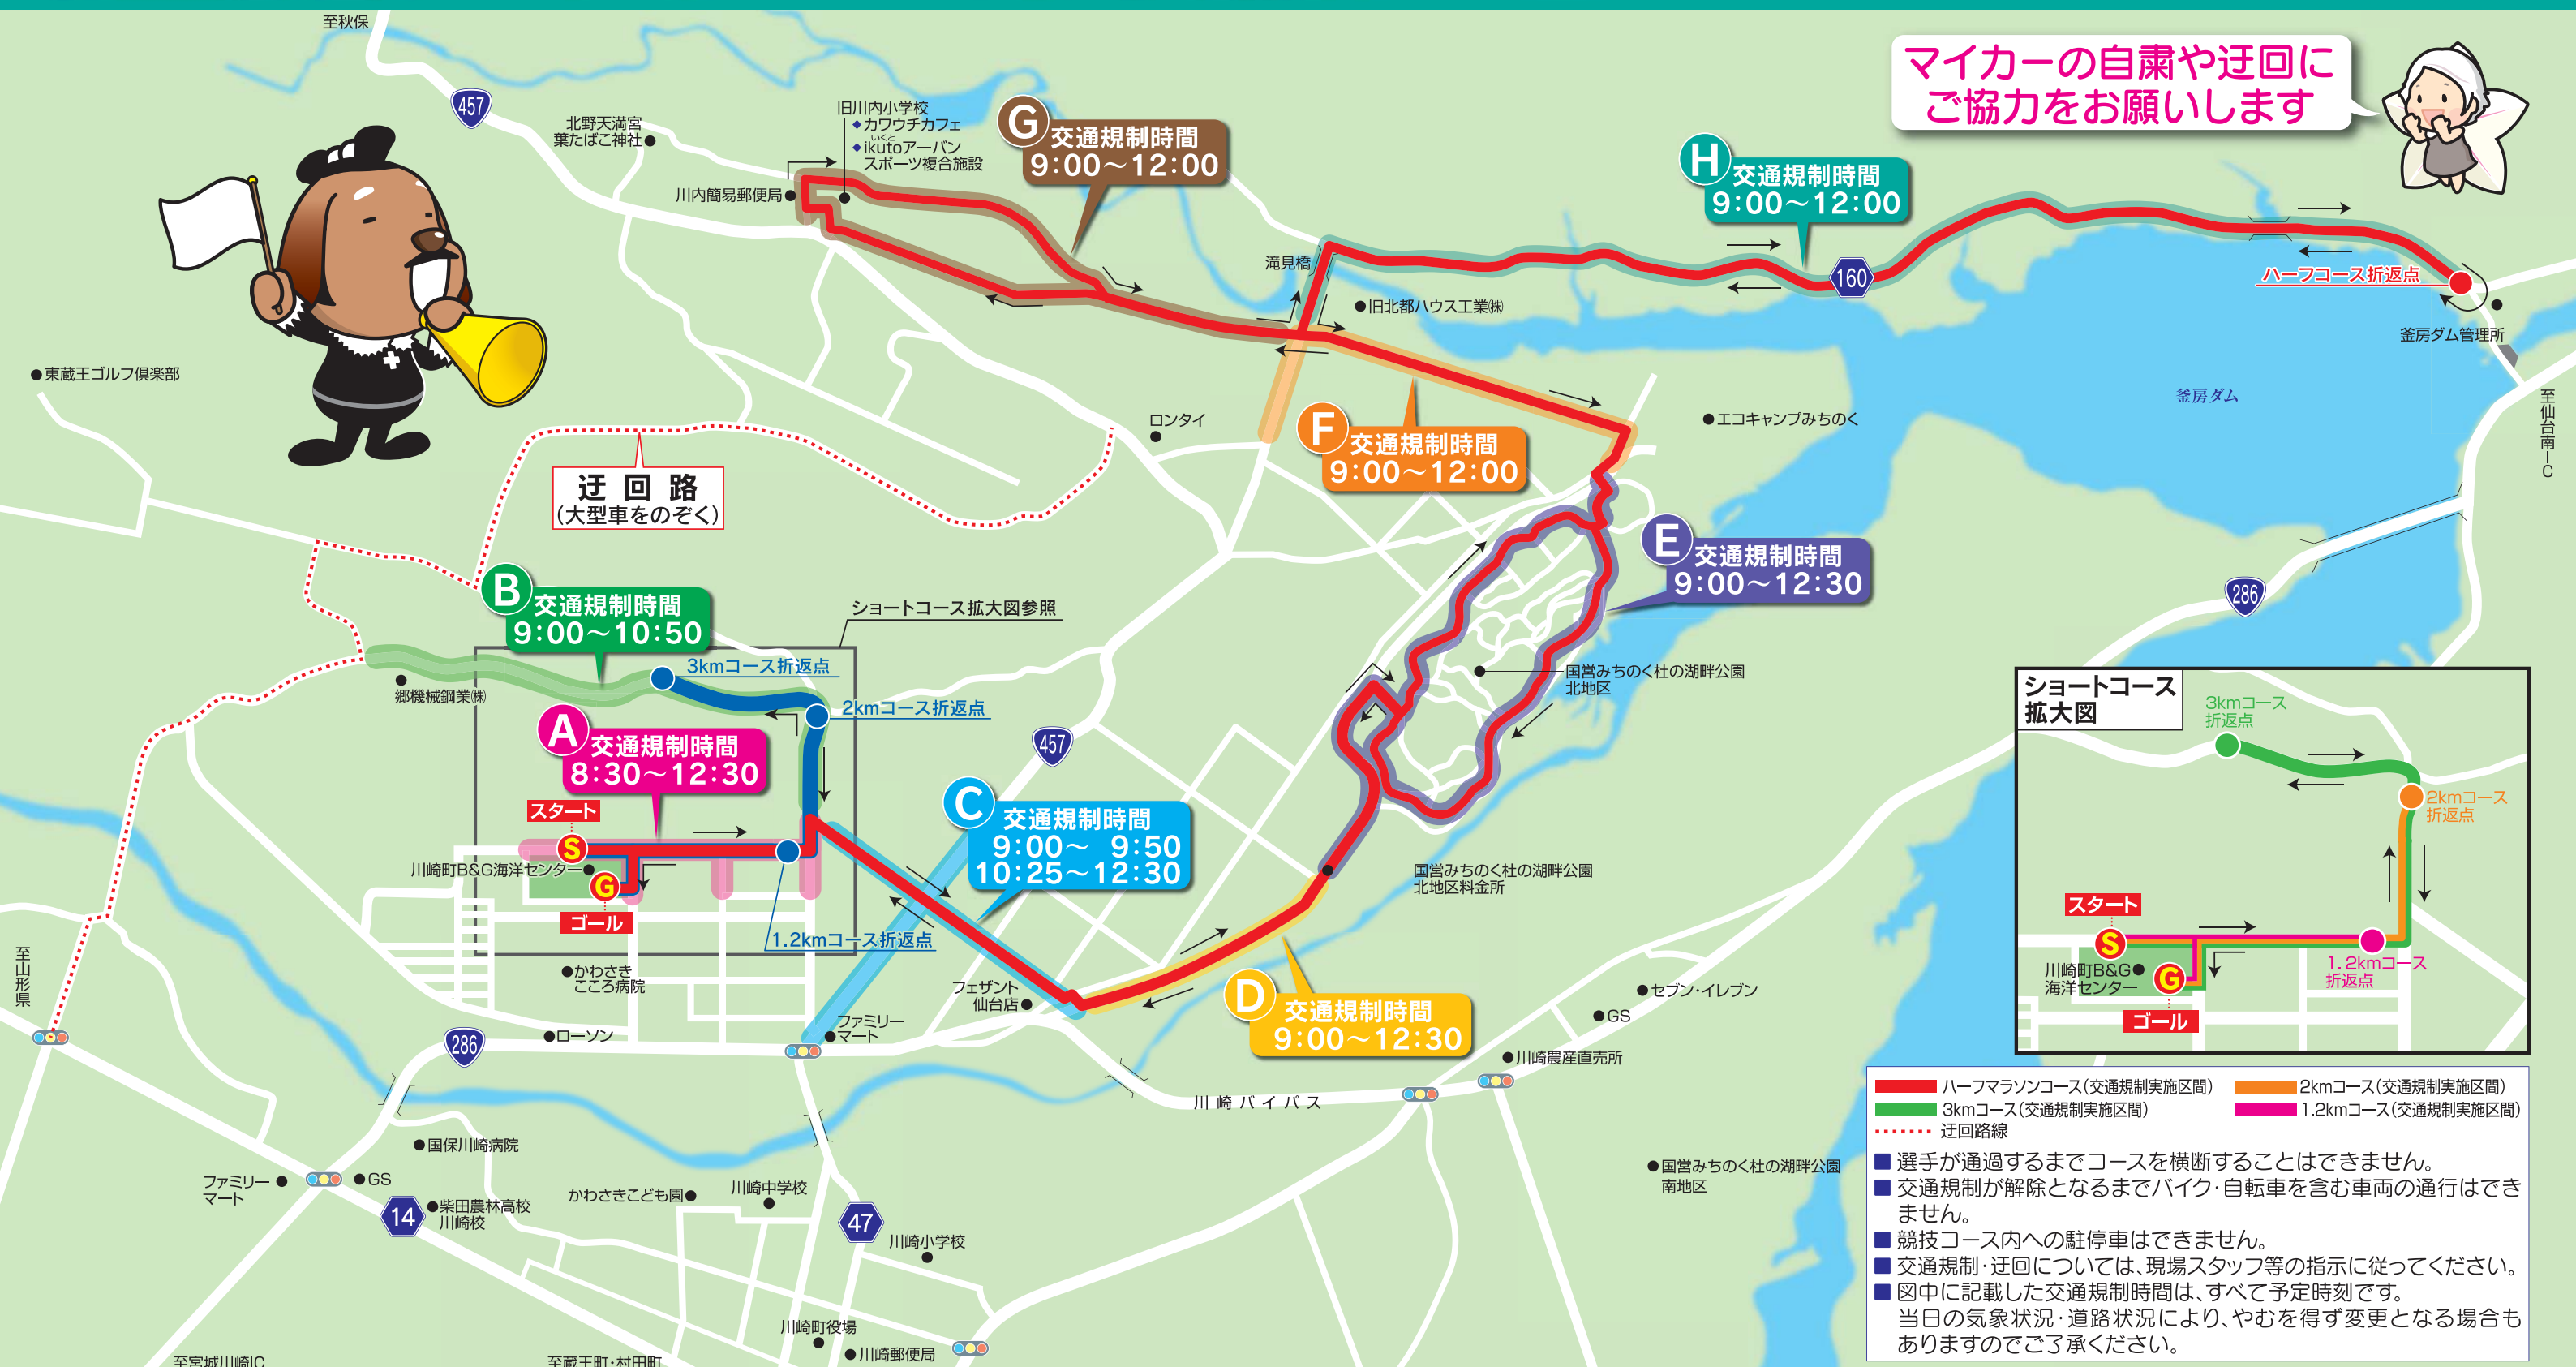 至秋保
マイカーの自粛や迂回に
ご協力をお願いします
457
北野天満宮
葉たばこ神社
旧川内小学校
◆カワウチカフェ
いくと
◆ikutoアーバン
スポーツ複合施設
川内簡易郵便局
G
交通規制時間
9:00～12:00
H
交通規制時間
9:00～12:00
滝見橋
160
ハーフコース折返点
旧北都ハウス工業㈱
釜房ダム管理所
東蔵王ゴルフ倶楽部
釜房ダム
至仙台南IC
ロンタイ
エコキャンプみちのく
F
交通規制時間
9:00～12:00
迂回路
(大型車をのぞく)
E
交通規制時間
9:00～12:30
B
交通規制時間
9:00～10:50
ショートコース拡大図参照
286
3kmコース折返点
郷機械鋼業㈱
2kmコース折返点
国営みちのく杜の湖畔公園
北地区
A
交通規制時間
8:30～12:30
457
スタート
S
C
交通規制時間
9:00～ 9:50
10:25～12:30
川崎町B&G海洋センター
G
ゴール
国営みちのく杜の湖畔公園
北地区料金所
1.2kmコース折返点
至山形県
かわさき
こころ病院
フェザント
仙台店
D
交通規制時間
9:00～12:30
セブン・イレブン
GS
ファミリー
マート
ローソン
286
川崎農産直売所
川崎バイパス
国保川崎病院
ファミリー
マート
GS
14
柴田農林高校
川崎校
かわさきこども園
川崎中学校
47
川崎小学校
国営みちのく杜の湖畔公園
南地区
川崎町役場
川崎郵便局
至宮城川崎IC
至蔵王町・村田町
ショートコース
拡大図
3kmコース
折返点
2kmコース
折返点
スタート
S
川崎町B&G
海洋センター
G
ゴール
1.2kmコース
折返点
ハーフマラソンコース(交通規制実施区間)
2kmコース(交通規制実施区間)
3kmコース(交通規制実施区間)
1.2kmコース(交通規制実施区間)
迂回路線
■選手が通過するまでコースを横断することはできません。
■交通規制が解除となるまでバイク・自転車を含む車両の通行はでき
ません。
■競技コース内への駐停車はできません。
■交通規制・迂回については、現場スタッフ等の指示に従ってください。
■図中に記載した交通規制時間は、すべて予定時刻です。
当日の気象状況・道路状況により、やむを得ず変更となる場合も
ありますのでご了承ください。